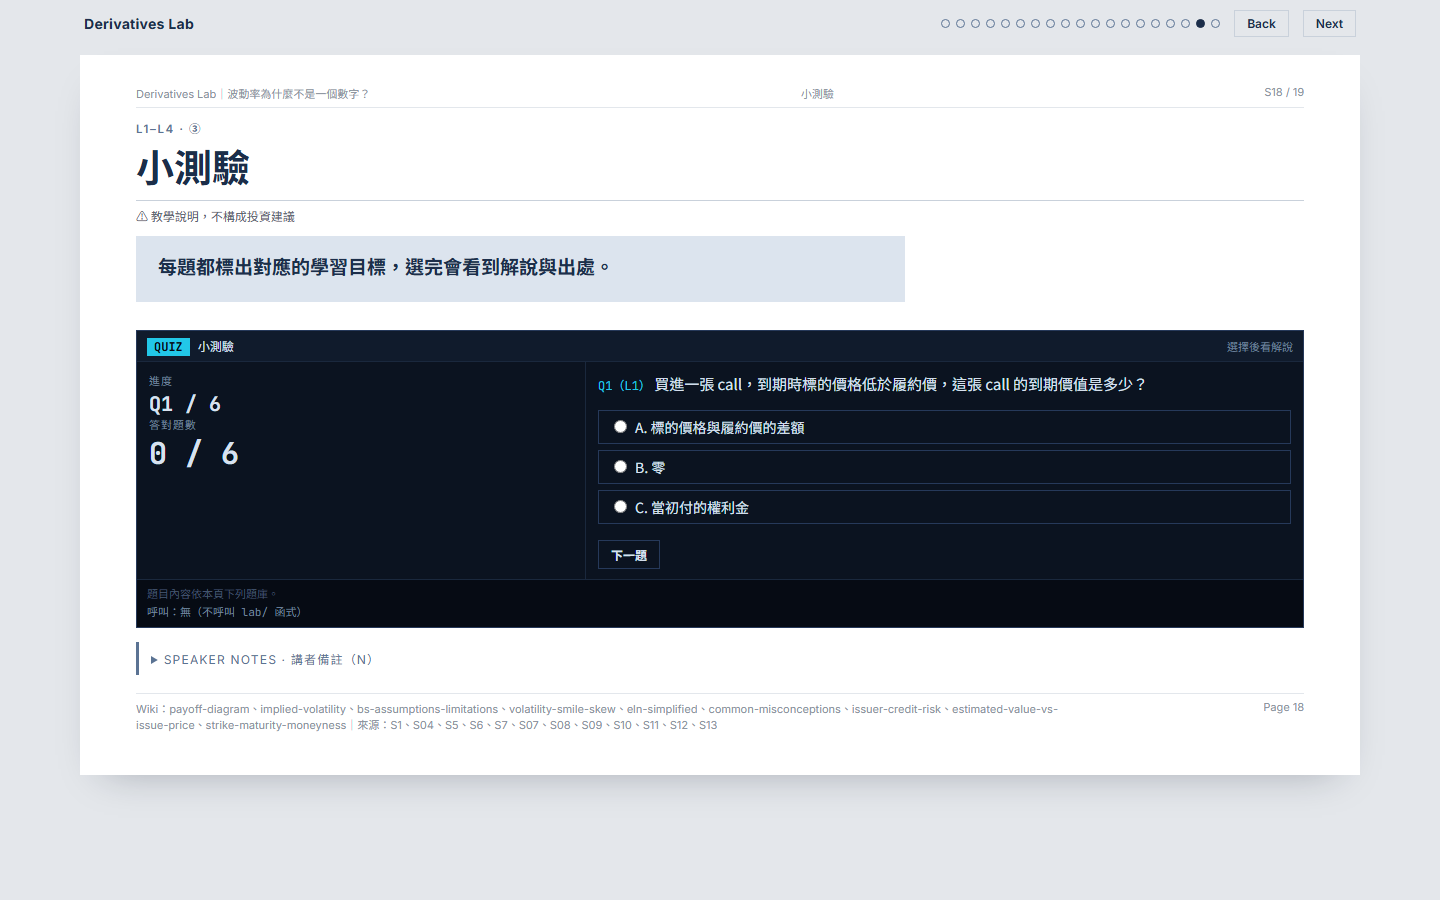 Derivatives Lab
Back
Next
Derivatives Lab | 波動率為什麼不是一個數字？
小測驗
S18 / 19
L1–L4 · ③
小測驗
⚠ 教學說明，不構成投資建議
每題都標出對應的學習目標，選完會看到解說與出處。
QUIZ 小測驗
選擇後看解說
進度
Q1 / 6
答對題數
0 / 6
Q1（L1） 買進一張 call，到期時標的價格低於履約價，這張 call 的到期價值是多少？
A. 標的價格與履約價的差額
B. 零
C. 當初付的權利金
下一題
題目內容依本頁下列題庫。
呼叫：無（不呼叫 lab/ 函式）
▶ SPEAKER NOTES · 講者備註（N）
Wiki：payoff-diagram、implied-volatility、bs-assumptions-limitations、volatility-smile-skew、eln-simplified、common-misconceptions、issuer-credit-risk、estimated-value-vs-
issue-price、strike-maturity-moneyness | 來源：S1、S04、S5、S6、S7、S07、S08、S09、S10、S11、S12、S13
Page 18